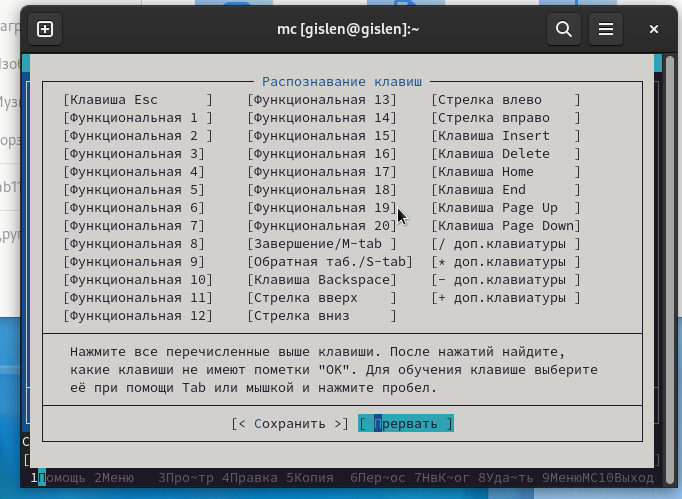 mc [gislen@gislen]:~
Распознавание клавиш
[Клавиша Esc ] [Функциональная 13] [Стрелка влево ]
[Функциональная 1 ] [Функциональная 14] [Стрелка вправо ]
[Функциональная 2 ] [Функциональная 15] [Клавиша Insert ]
[Функциональная 3] [Функциональная 16] [Клавиша Delete ]
[Функциональная 4] [Функциональная 17] [Клавиша Home ]
[Функциональная 5] [Функциональная 18] [Клавиша End ]
[Функциональная 6] [Функциональная 19] [Клавиша Page Up ]
[Функциональная 7] [Функциональная 20] [Клавиша Page Down]
[Функциональная 8] [Завершение/M-tab ] [/ доп.клавиатуры ]
[Функциональная 9] [Обратная таб./S-tab] [* доп.клавиатуры ]
[Функциональная 10] [Клавиша Backspace] [- доп.клавиатуры ]
[Функциональная 11] [Стрелка вверх ] [+ доп.клавиатуры ]
[Функциональная 12] [Стрелка вниз ]
Нажмите все перечисленные выше клавиши. После нажатий найдите,
какие клавиши не имеют пометки "OK". Для обучения клавише выберите
её при помощи Tab или мышкой и нажмите пробел.
[< Сохранить >] [ Прервать ]
1Помощь 2Меню 3Про~тр 4Правка 5Копия 6Пер~ос 7НвК~ог 8Уда~ть 9МенюМС10Выход